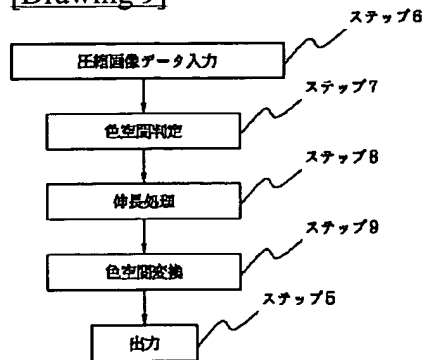 [Drawing 9]
ステップ6
圧縮画像データ入力
ステップ7
色空間判定
ステップ8
伸長処理
ステップ9
色空間変換
ステップ5
出力